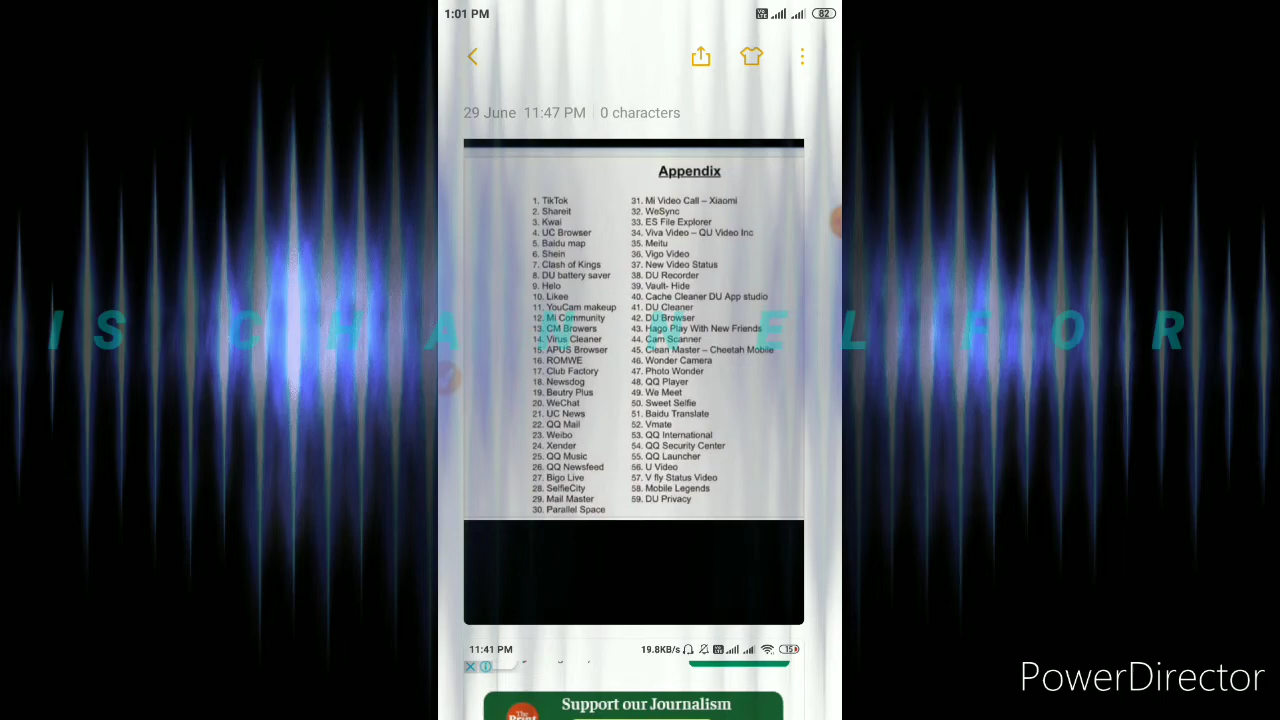 1:01 PM
82
29 June 11:47 PM | 0 characters
Appendix
1. TikTok
2. Shareit
3. Kwai
4. UC Browser
5. Baidu map
6. Shein
7. Clash of Kings
8. DU battery saver
9. Helo
10. Likee
11. YouCam makeup
12. Mi Community
13. CM Browers
14. Virus Cleaner
15. APUS Browser
16. ROMWE
17. Club Factory
18. Newsdog
19. Beutry Plus
20. WeChat
21. UC News
22. QQ Mail
23. Weibo
24. Xender
25. QQ Music
26. QQ Newsfeed
27. Bigo Live
28. SelfieCity
29. Mail Master
30. Parallel Space
31. Mi Video Call – Xiaomi
32. WeSync
33. ES File Explorer
34. Viva Video – QU Video Inc
35. Meitu
36. Vigo Video
37. New Video Status
38. DU Recorder
39. Vault- Hide
40. Cache Cleaner DU App studio
41. DU Cleaner
42. DU Browser
43. Hago Play With New Friends
44. Cam Scanner
45. Clean Master – Cheetah Mobile
46. Wonder Camera
47. Photo Wonder
48. QQ Player
49. We Meet
50. Sweet Selfie
51. Baidu Translate
52. Vmate
53. QQ International
54. QQ Security Center
55. QQ Launcher
56. U Video
57. V fly Status Video
58. Mobile Legends
59. DU Privacy
IS CHANNEL FOR
11:41 PM
19.8KB/s
15
Support our Journalism
The
Print
PowerDirector